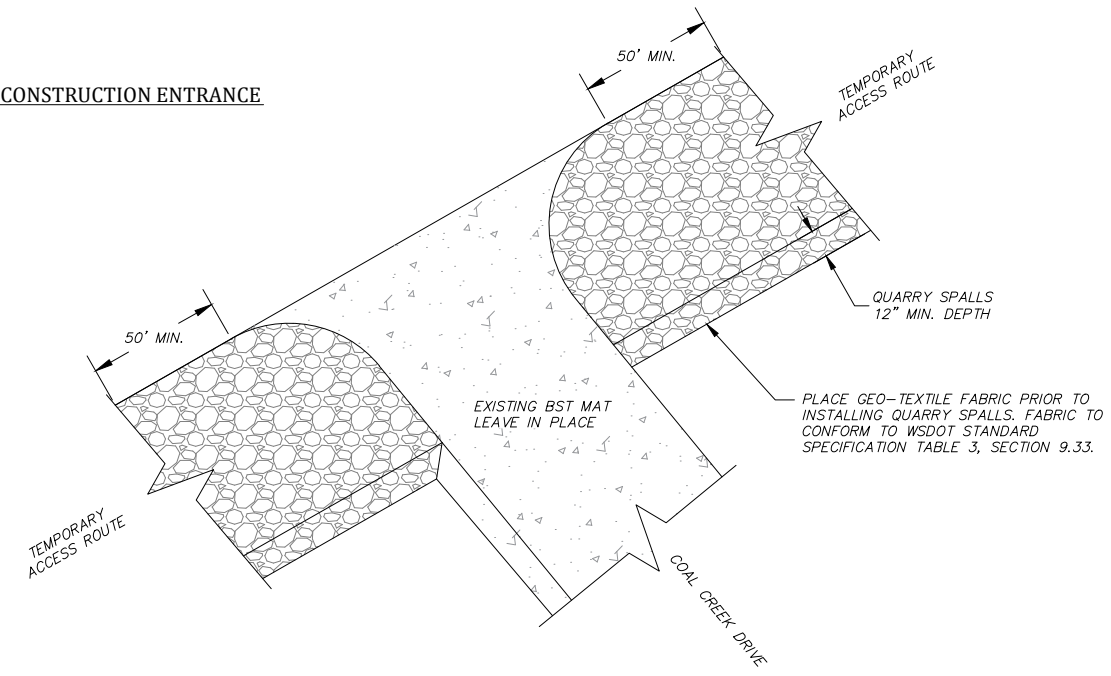 CONSTRUCTION ENTRANCE
50' MIN.
TEMPORARY
ACCESS ROUTE
50' MIN.
QUARRY SPALLS
12" MIN. DEPTH
EXISTING BST MAT
LEAVE IN PLACE
PLACE GEO-TEXTILE FABRIC PRIOR TO
INSTALLING QUARRY SPALLS. FABRIC TO
CONFORM TO WSDOT STANDARD
SPECIFICATION TABLE 3, SECTION 9.33.
TEMPORARY
ACCESS ROUTE
COAL CREEK DRIVE